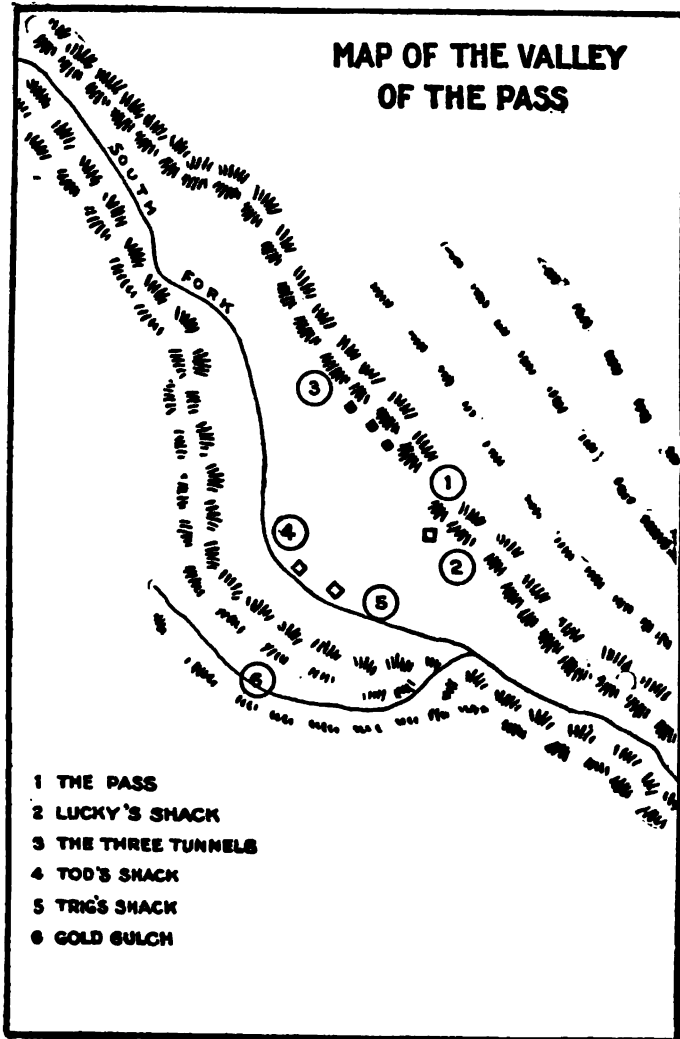 MAP OF THE VALLEY
OF THE PASS
SOUTH
FORK
3
1
4
2
5
6
1 THE PASS
2 LUCKY'S SHACK
3 THE THREE TUNNELS
4 TOD'S SHACK
5 TRIG'S SHACK
6 GOLD GULCH